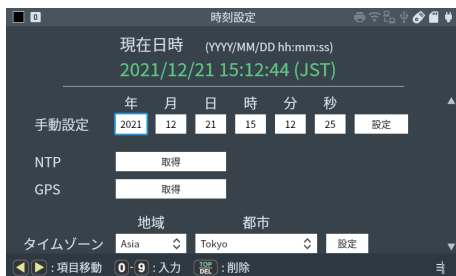 0 時刻設定
現在日時 (YYYY/MM/DD hh:mm:ss)
2021/12/21 15:12:44 (JST)
年 月 日 時 分 秒
手動設定 2021 12 21 15 12 25 設定
NTP 取得
GPS 取得
地域 都市
タイムゾーン Asia Tokyo 設定
:項目移動 0-9:入力 TOP DEL:削除